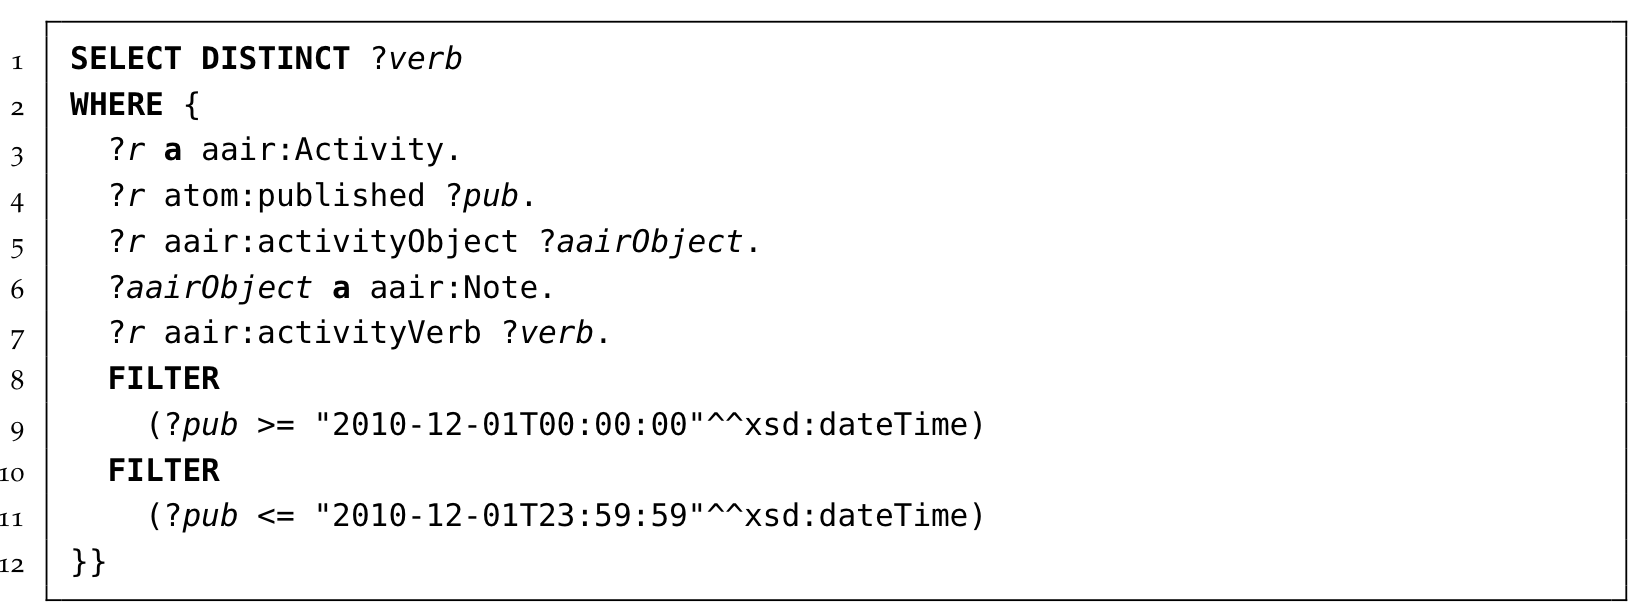 1 SELECT DISTINCT ?verb
2 WHERE {
3 ?r a aair:Activity.
4 ?r atom:published ?pub.
5 ?r aair:activityObject ?aairObject.
6 ?aairObject a aair:Note.
7 ?r aair:activityVerb ?verb.
8 FILTER
9 (?pub >= "2010-12-01T00:00:00"^^xsd:dateTime)
10 FILTER
11 (?pub <= "2010-12-01T23:59:59"^^xsd:dateTime)
12 }}